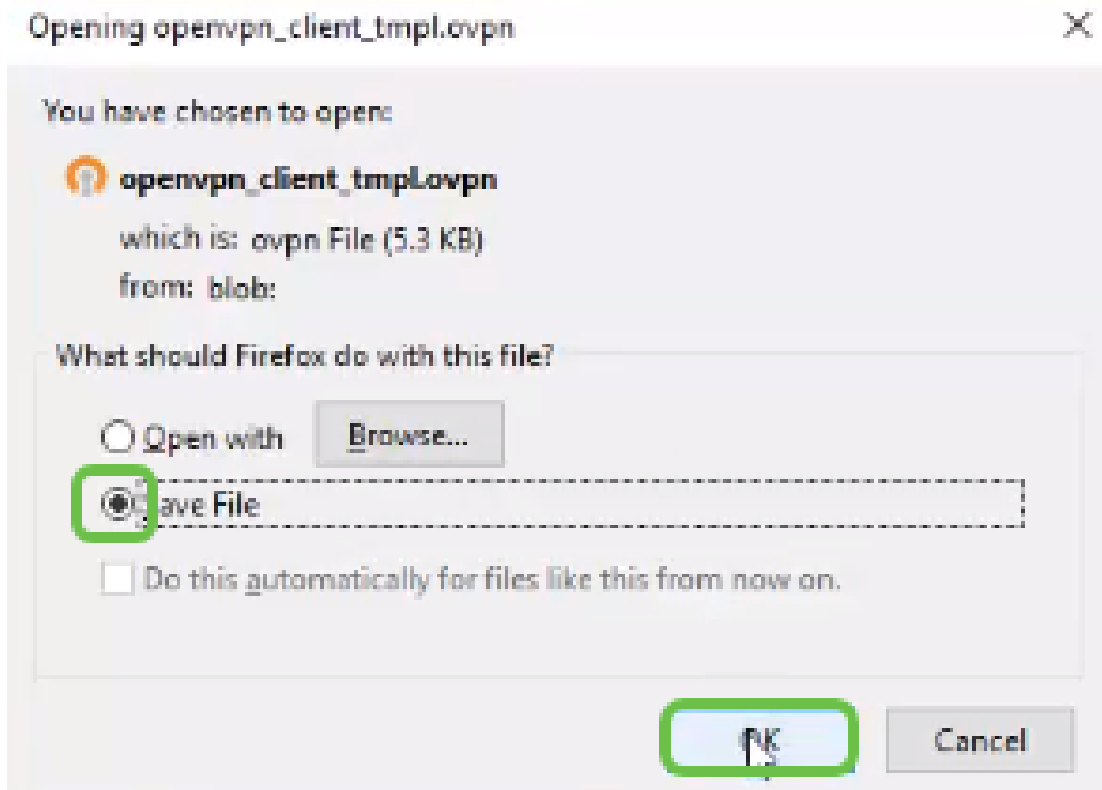 Opening openvpn_client_tmpl.ovpn
You have chosen to open:
openvpn_client_tmpl.ovpn
which is: ovpn File (5.3 KB)
from: blob:
What should Firefox do with this file?
Open with Browse...
Save File
Do this automatically for files like this from now on.
OK Cancel